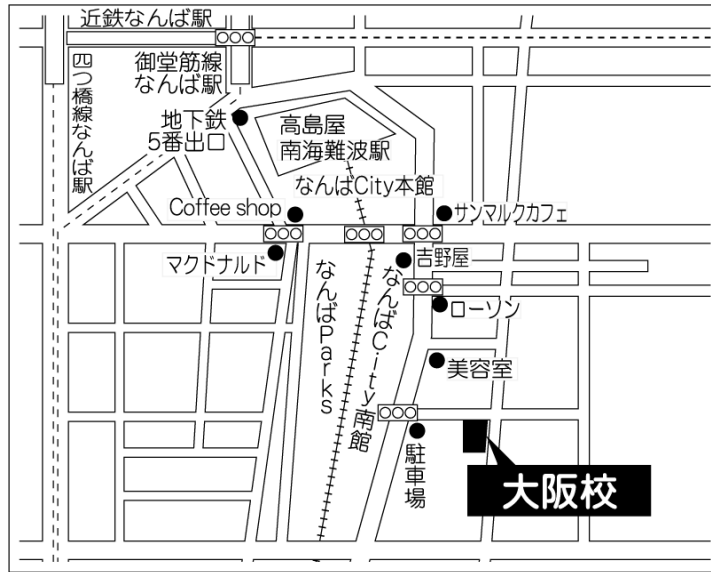 近鉄なんば駅
御堂筋線
なんば駅
四つ橋線なんば駅
地下鉄
5番出口
高島屋
南海難波駅
なんばCity本館
Coffee shop
サンマルクカフェ
マクドナルド
吉野屋
なんばParks
なんばCity南館
ローソン
美容室
駐車場
大阪校